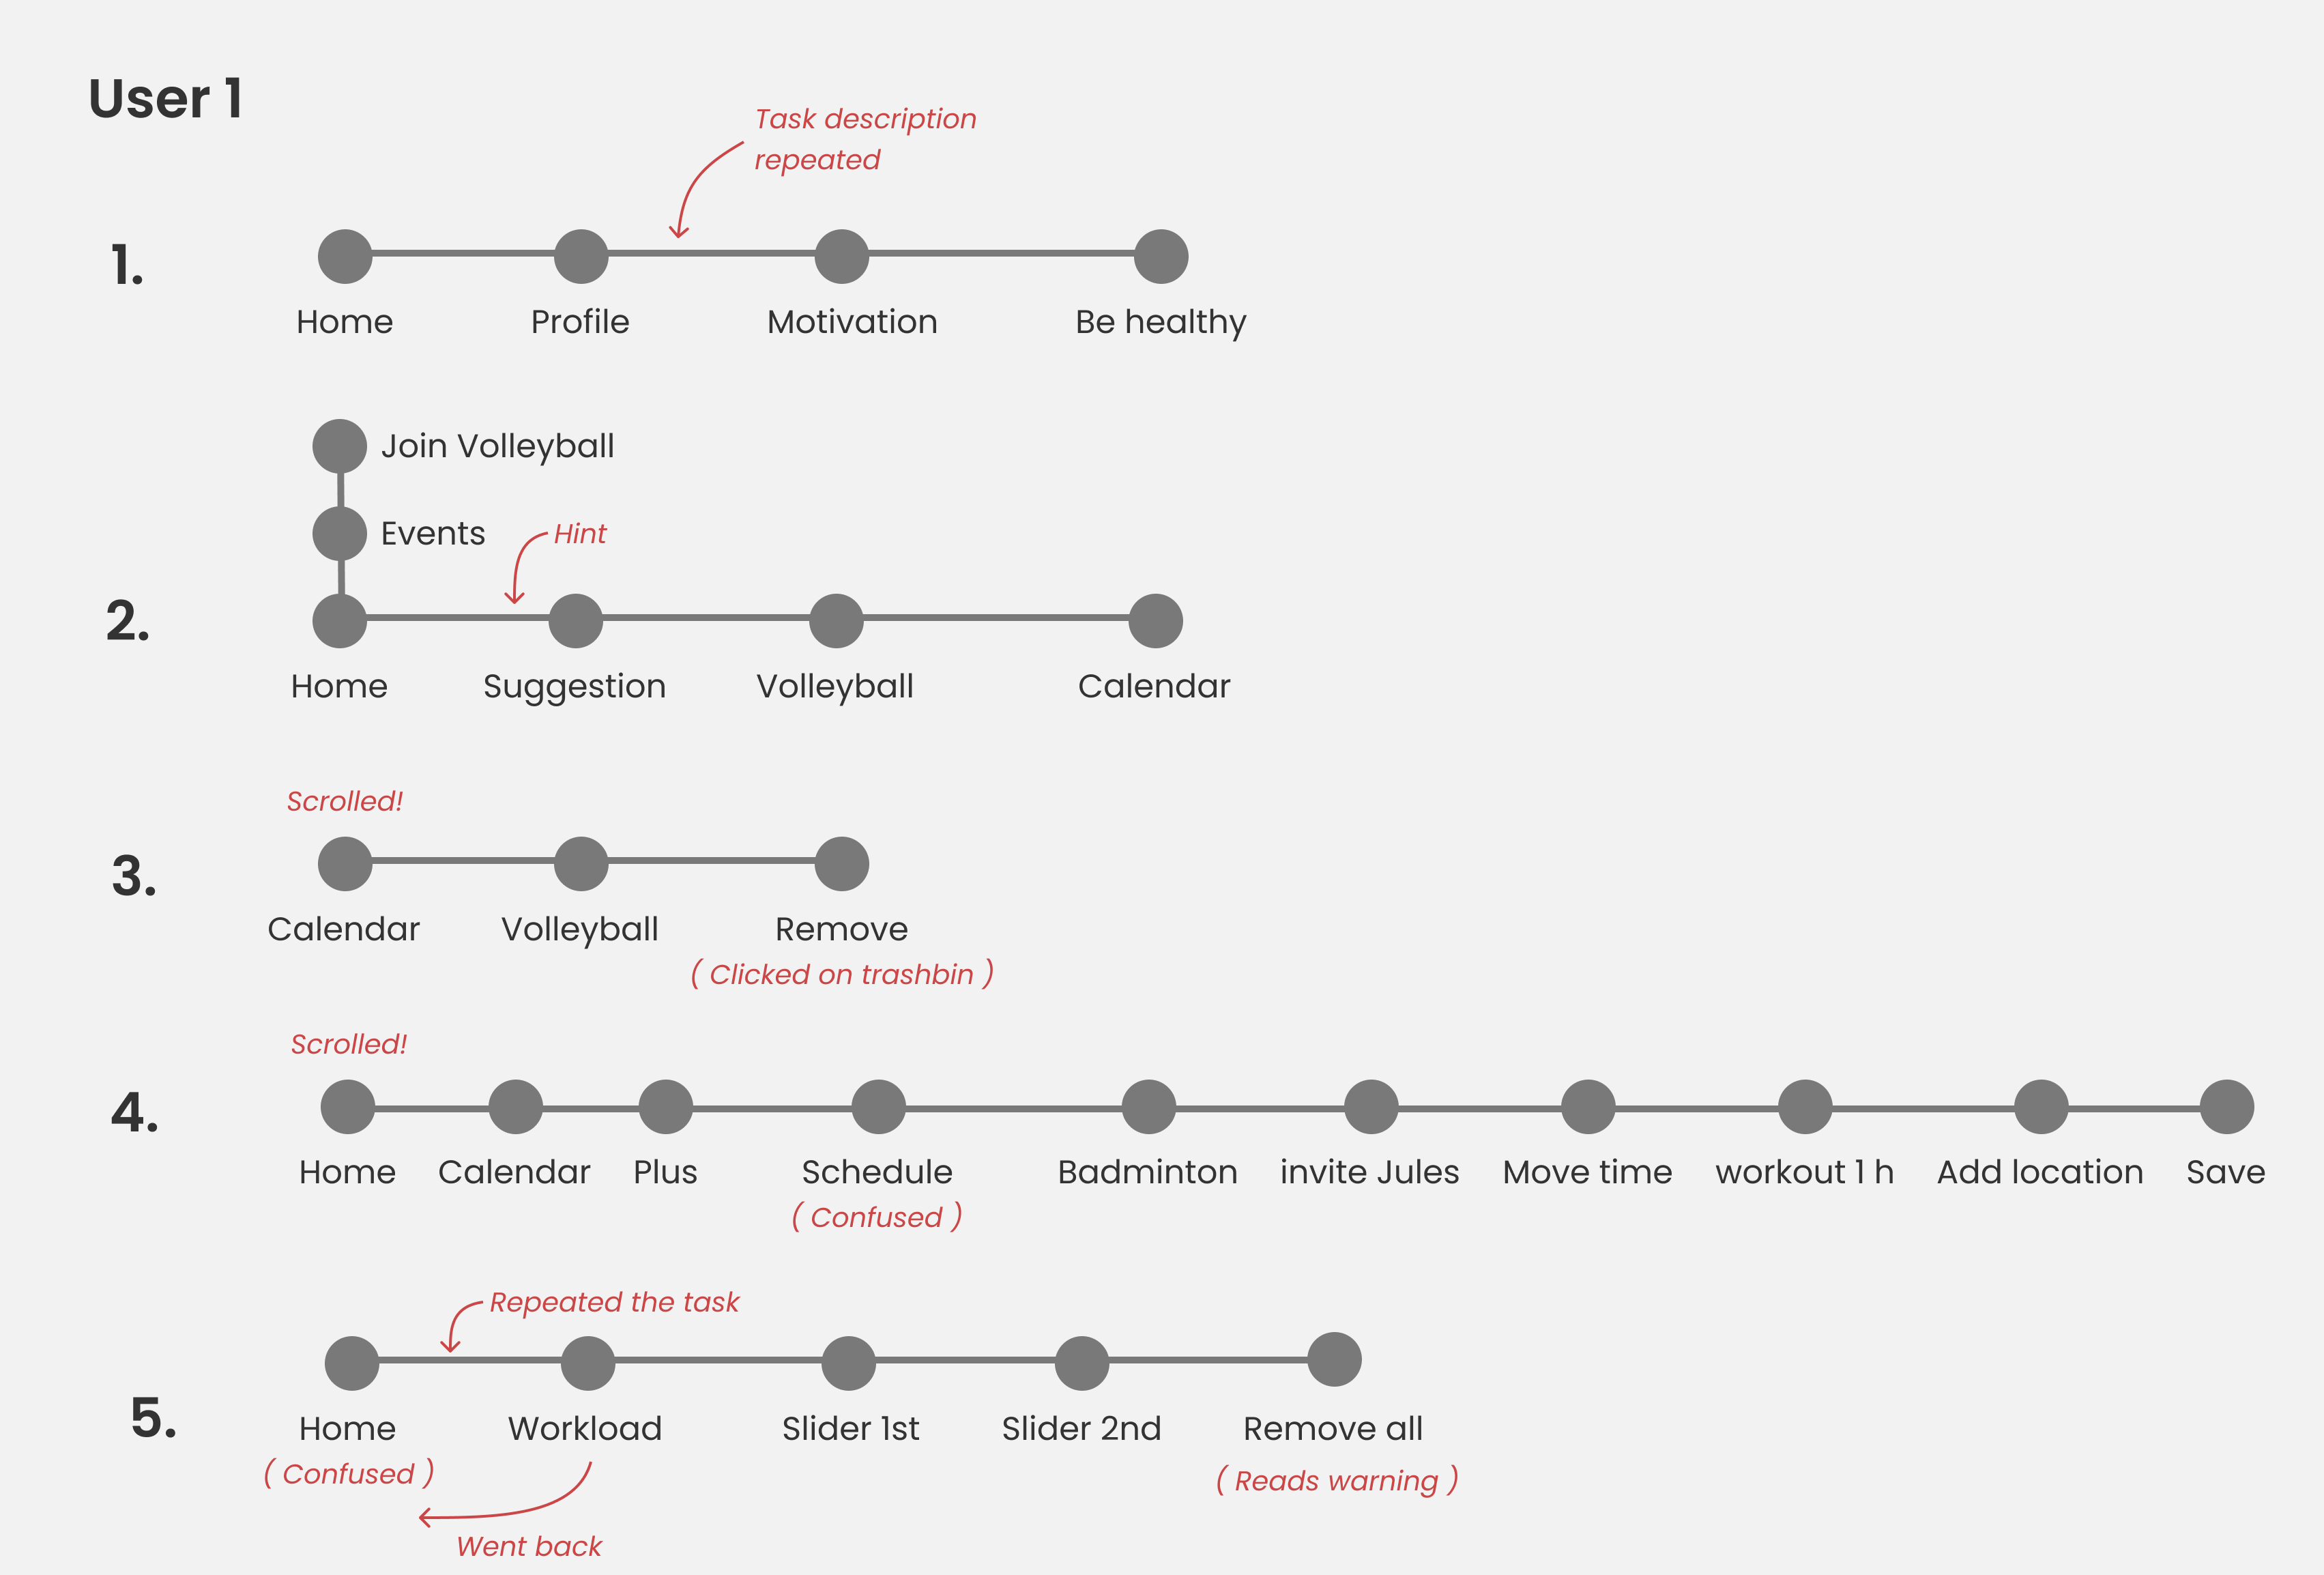 User 1
Task description
repeated
1.
Home
Profile
Motivation
Be healthy
Join Volleyball
Events
Hint
2.
Home
Suggestion
Volleyball
Calendar
Scrolled!
3.
Calendar
Volleyball
Remove
( Clicked on trashbin )
Scrolled!
4.
Home
Calendar
Plus
Schedule
( Confused )
Badminton
invite Jules
Move time
workout 1 h
Add location
Save
Repeated the task
5.
Home
( Confused )
Workload
Slider 1st
Slider 2nd
Remove all
( Reads warning )
Went back